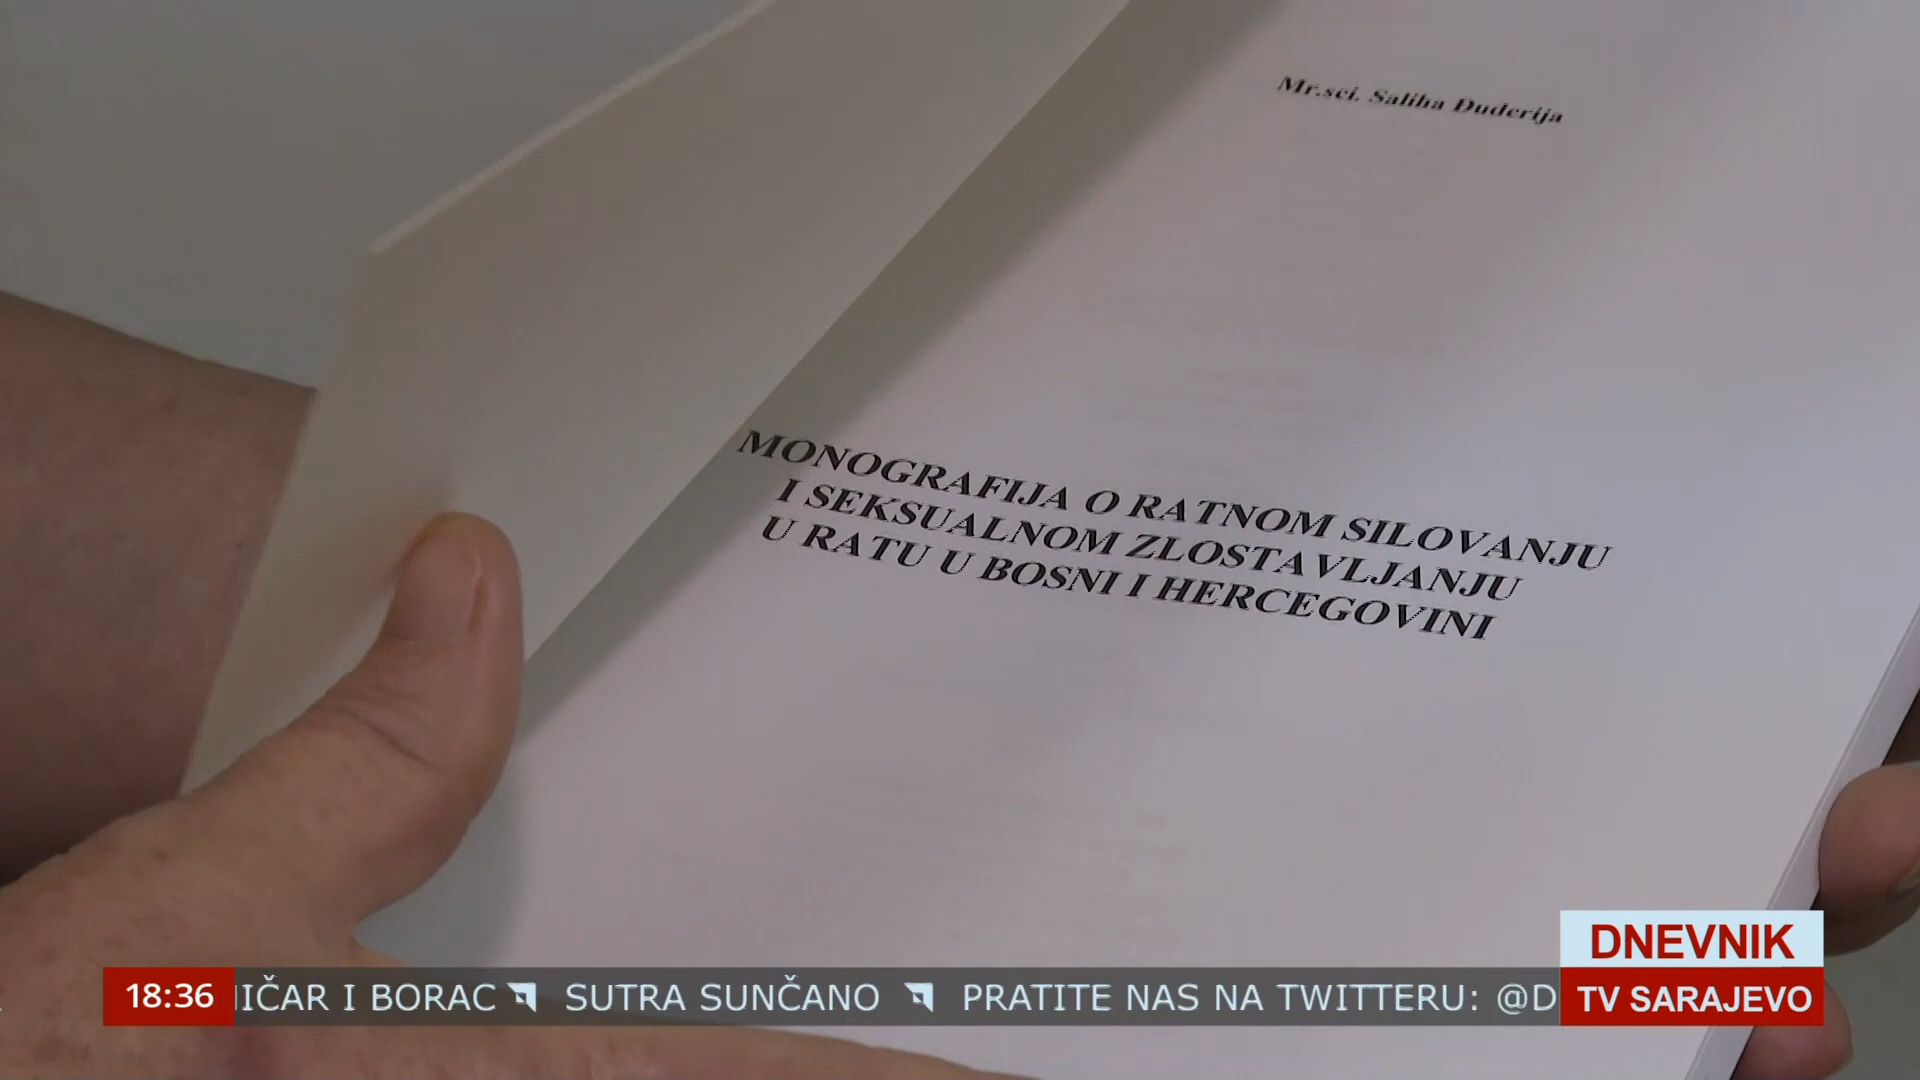 Mr.sci. Saliha Đuderija
MONOGRAFIJA O RATNOM SILOVANJU
I SEKSUALNOM ZLOSTAVLJANJU
U RATU U BOSNI I HERCEGOVINI
DNEVNIK
18:36 IČAR I BORAC SUTRA SUNČANO PRATITE NAS NA TWITTERU: @D
TV SARAJEVO